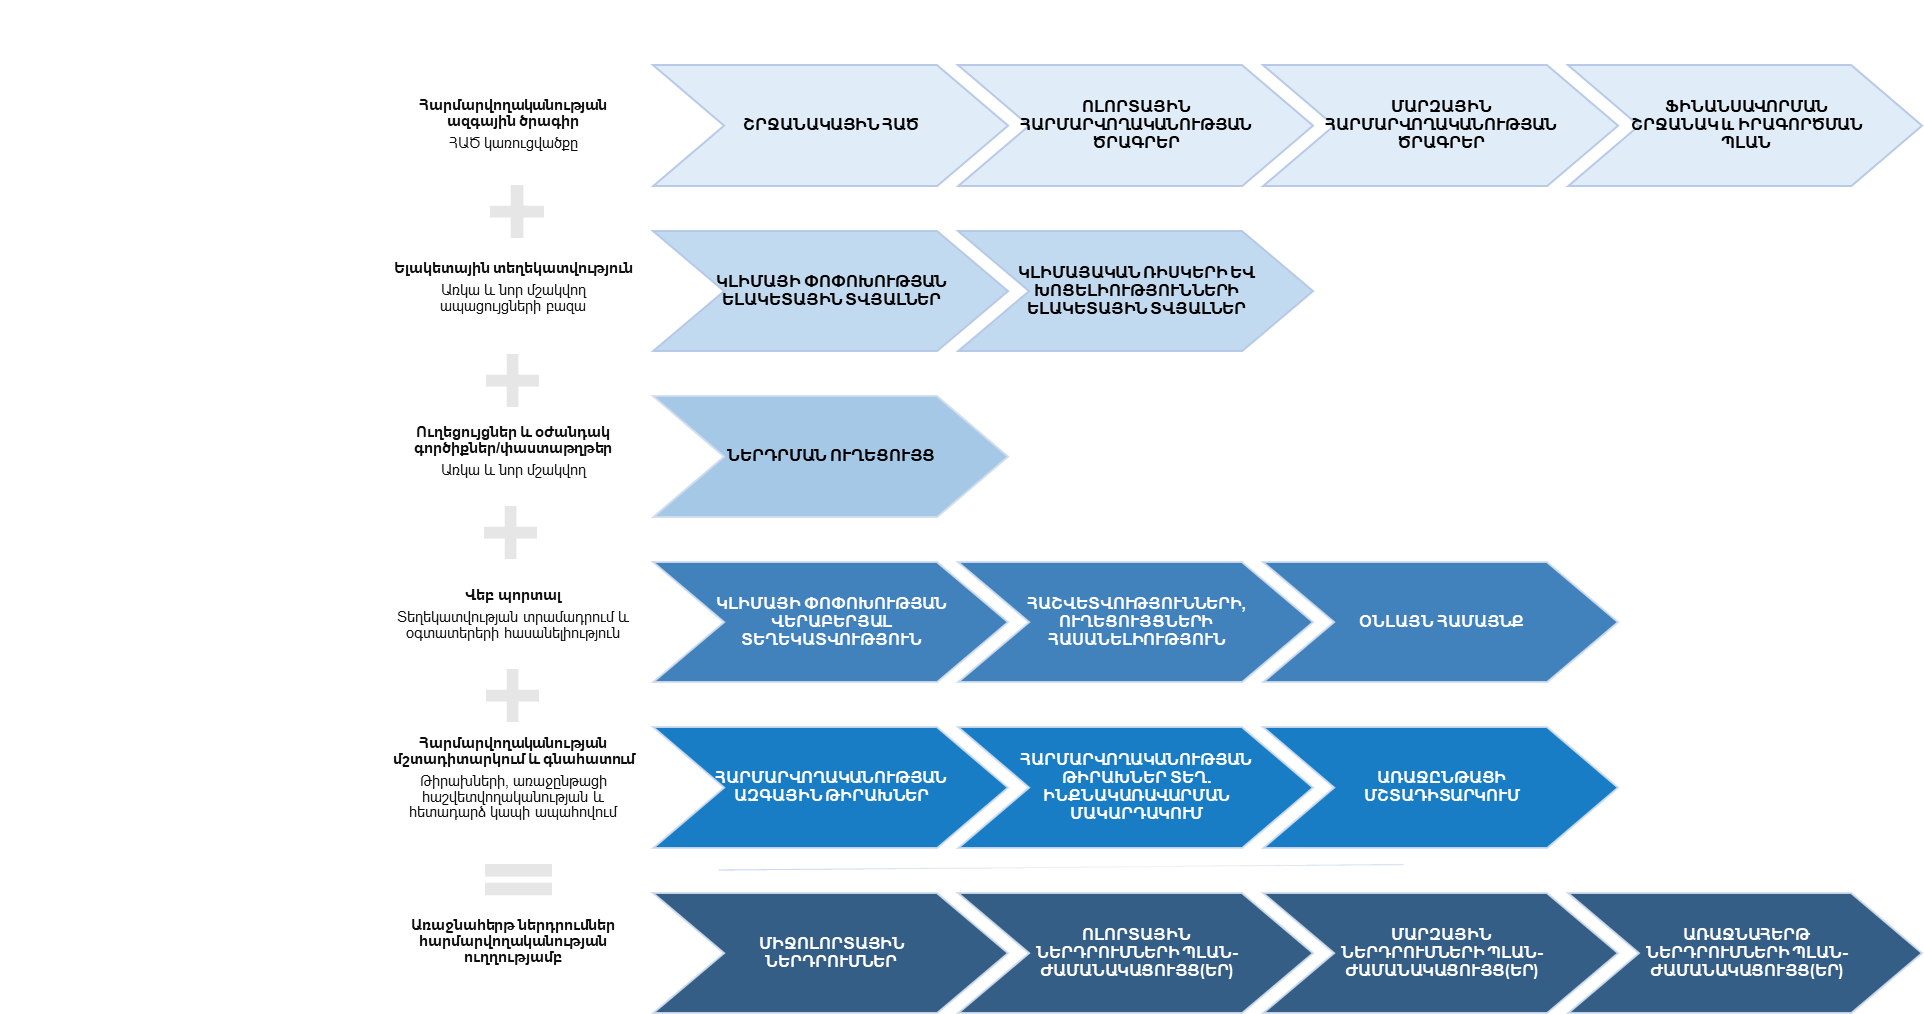 Հարմարվողականության
ազգային ծրագիր
ՀԱԾ կառուցվածքը
ՇՐՋԱՆԱԿԱՅԻՆ ՀԱԾ
ՈԼՈՐՏԱՅԻՆ
ՀԱՐՄԱՐՎՈՂԱԿԱՆՈՒԹՅԱՆ
ԾՐԱԳՐԵՐ
ՄԱՐԶԱՅԻՆ
ՀԱՐՄԱՐՎՈՂԱԿԱՆՈՒԹՅԱՆ
ԾՐԱԳՐԵՐ
ՖԻՆԱՆՍԱՎՈՐՄԱՆ
ՇՐՋԱՆԱԿ և ԻՐԱԳՈՐԾՄԱՆ
ՊԼԱՆ
Ելակետային տեղեկատվություն
Առկա և նոր մշակվող
ապացույցների բազա
ԿԼԻՄԱՅԻ ՓՈՓՈԽՈՒԹՅԱՆ
ԵԼԱԿԵՏԱՅԻՆ ՏՎՅԱԼՆԵՐ
ԿԼԻՄԱՅԱԿԱՆ ՌԻՍԿԵՐԻ ԵՎ
ԽՈՑԵԼԻՈՒԹՅՈՒՆՆԵՐԻ
ԵԼԱԿԵՏԱՅԻՆ ՏՎՅԱԼՆԵՐ
Ուղեցույցներ և օժանդակ
գործիքներ/փաստաթղթեր
Առկա և նոր մշակվող
ՆԵՐԴՐՄԱՆ ՈՒՂԵՑՈՒՅՑ
Վեբ պորտալ
Տեղեկատվության տրամադրում և
օգտատերերի հասանելիություն
ԿԼԻՄԱՅԻ ՓՈՓՈԽՈՒԹՅԱՆ
ՎԵՐԱԲԵՐՅԱԼ
ՏԵՂԵԿԱՏՎՈՒԹՅՈՒՆ
ՀԱՇՎԵՏՎՈՒԹՅՈՒՆՆԵՐԻ,
ՈՒՂԵՑՈՒՅՑՆԵՐԻ
ՀԱՍԱՆԵԼԻՈՒԹՅՈՒՆ
ՕՆԼԱՅՆ ՀԱՄԱՅՆՔ
Հարմարվողականության
մշտադիտարկում և գնահատում
Թիրախների, առաջընթացի
հաշվետվողականության և
հետադարձ կապի ապահովում
ՀԱՐՄԱՐՎՈՂԱԿԱՆՈՒԹՅԱՆ
ԱԶԳԱՅԻՆ ԹԻՐԱԽՆԵՐ
ՀԱՐՄԱՐՎՈՂԱԿԱՆՈՒԹՅԱՆ
ԹԻՐԱԽՆԵՐ ՏԵՂ.
ԻՆՔՆԱԿԱՌԱՎԱՐՄԱՆ
ՄԱԿԱՐԴԱԿՈՒՄ
ԱՌԱՋԸՆԹԱՑԻ
ՄՇՏԱԴԻՏԱՐԿՈՒՄ
Առաջնահերթ ներդրումներ
հարմարվողականության
ուղղությամբ
ՄԻՋՈԼՈՐՏԱՅԻՆ
ՆԵՐԴՐՈՒՄՆԵՐ
ՈԼՈՐՏԱՅԻՆ
ՆԵՐԴՐՈՒՄՆԵՐԻ ՊԼԱՆ-
ԺԱՄԱՆԱԿԱՑՈՒՅՑ(ԵՐ)
ՄԱՐԶԱՅԻՆ
ՆԵՐԴՐՈՒՄՆԵՐԻ ՊԼԱՆ-
ԺԱՄԱՆԱԿԱՑՈՒՅՑ(ԵՐ)
ԱՌԱՋՆԱՀԵՐԹ
ՆԵՐԴՐՈՒՄՆԵՐԻ ՊԼԱՆ-
ԺԱՄԱՆԱԿԱՑՈՒՅՑ(ԵՐ)